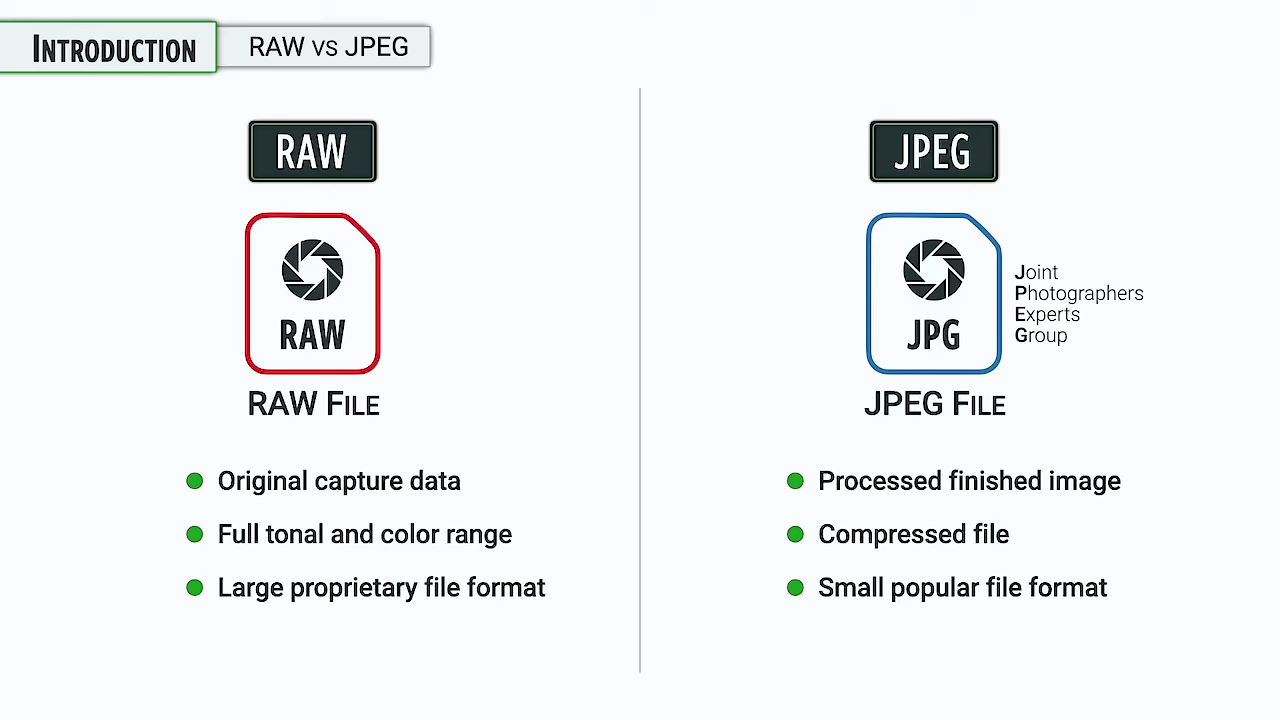 INTRODUCTION
RAW vs JPEG
RAW
RAW
RAW FILE
Original capture data
Full tonal and color range
Large proprietary file format
JPEG
JPG
Joint
Photographers
Experts
Group
JPEG FILE
Processed finished image
Compressed file
Small popular file format